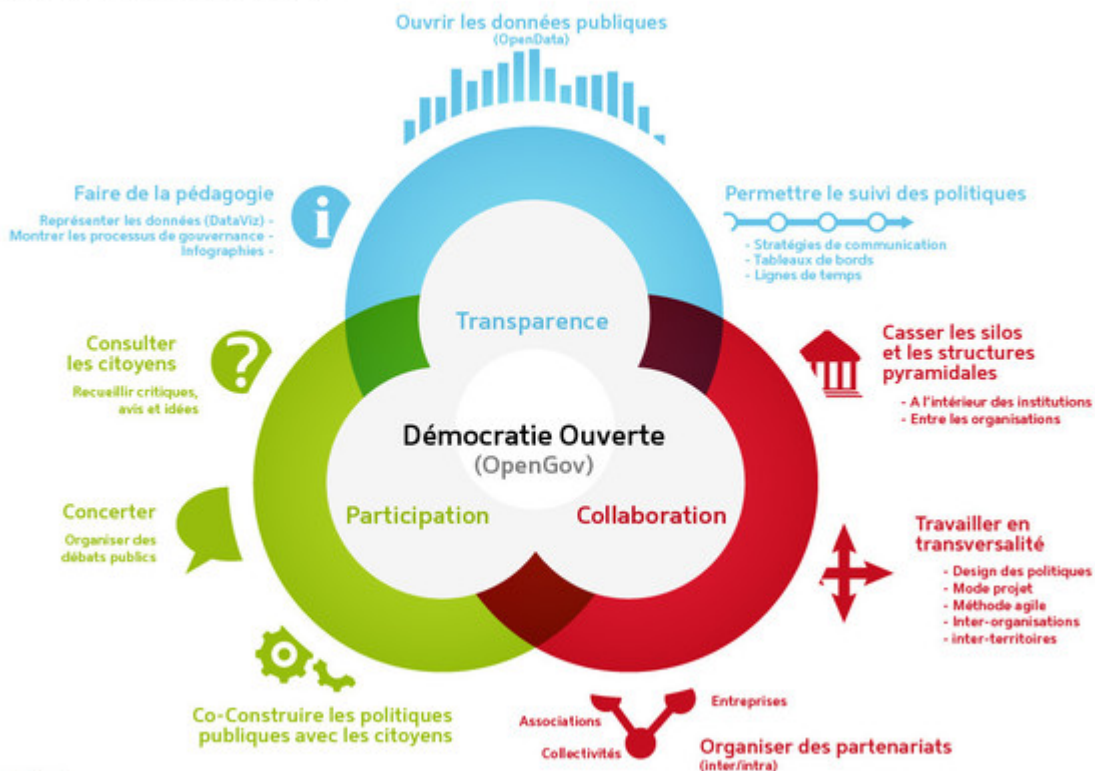 Ouvrir les données publiques
(OpenData)
Faire de la pédagogie
Représenter les données (DataViz) -
Montrer les processus de gouvernance -
Infographies -
Permettre le suivi des politiques
- Stratégies de communication
- Tableaux de bords
- Lignes de temps
Transparence
Consulter
les citoyens
Recueillir critiques,
avis et idées
Casser les silos
et les structures
pyramidales
- A l'intérieur des institutions
- Entre les organisations
Démocratie Ouverte
(OpenGov)
Participation
Collaboration
Concerter
Organiser des
débats publics
Travailler en
transversalité
- Design des politiques
- Mode projet
- Méthode agile
- Inter-organisations
- inter-territoires
Co-Construire les politiques
publiques avec les citoyens
Associations
Entreprises
Collectivités
Organiser des partenariats
(inter/intra)